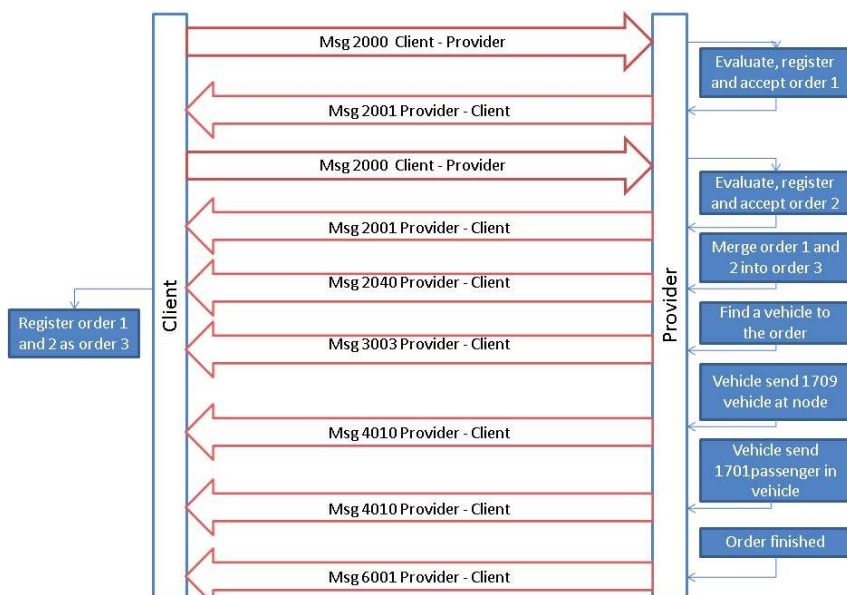 Msg 2000  Client - Provider
Evaluate, register
and accept order 1
Msg 2001 Provider - Client
Msg 2000  Client - Provider
Evaluate, register
and accept order 2
Msg 2001 Provider - Client
Merge order 1 and
2 into order 3
Msg 2040 Provider - Client
Client
Provider
Register order 1
and 2 as order 3
Find a vehicle to
the order
Msg 3003 Provider - Client
Vehicle send 1709
vehicle at node
Msg 4010 Provider - Client
Vehicle send
1701passenger in
vehicle
Msg 4010 Provider - Client
Order finished
Msg 6001 Provider - Client